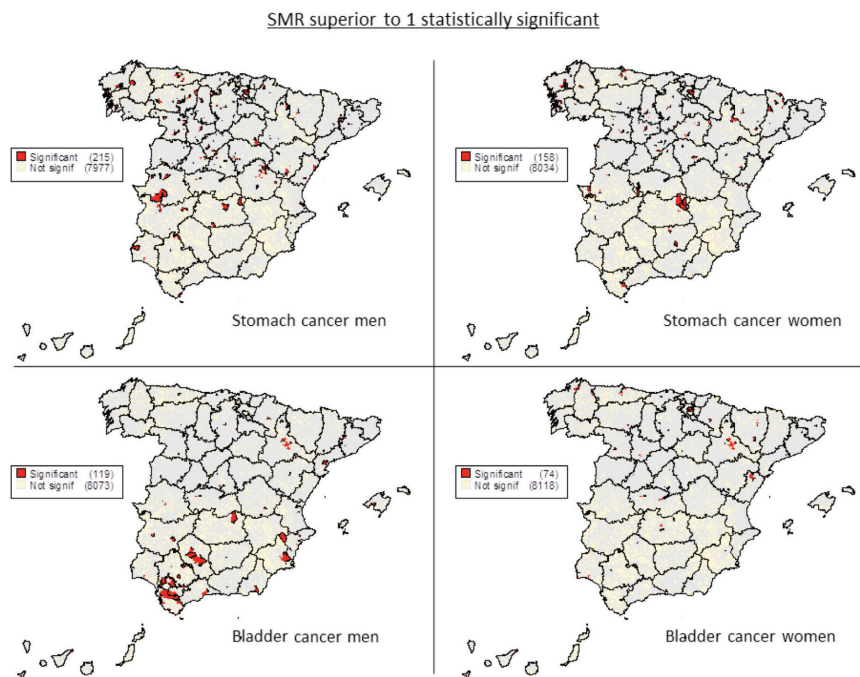 SMR superior to 1 statistically significant
Significant (215)
Not signif (7977)
Stomach cancer men
Significant (158)
Not signif (8034)
Stomach cancer women
Significant (119)
Not signif (8073)
Bladder cancer men
Significant (74)
Not signif (8118)
Bladder cancer women